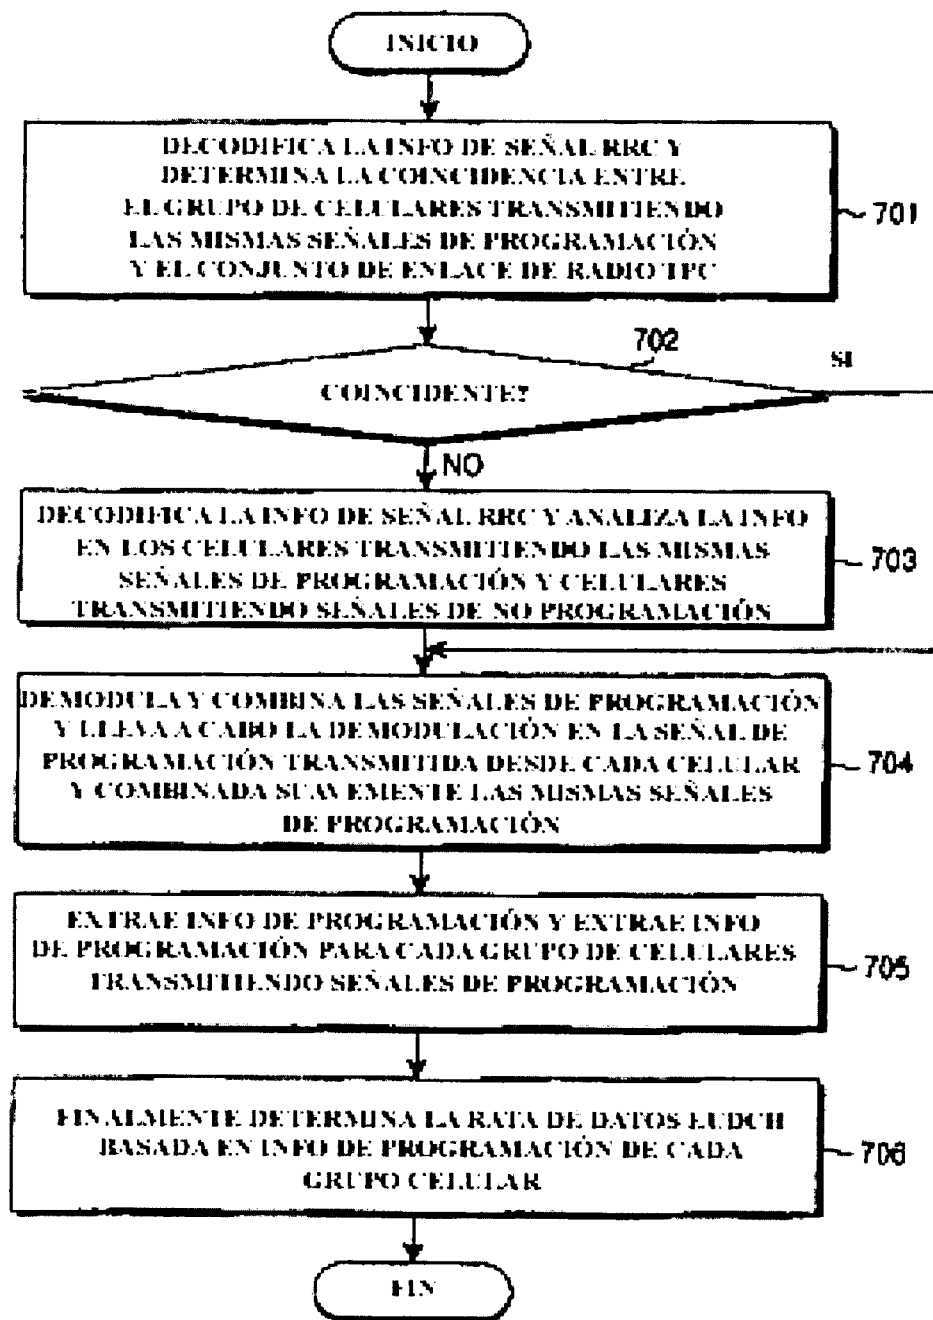 INICIO
DECODIFICA LA INFO DE SEÑAL RRC Y
DETERMINA LA COINCIDENCIA ENTRE
EL GRUPO DE CELULARES TRANSMITIENDO
LAS MISMAS SEÑALES DE PROGRAMACIÓN
Y EL CONJUNTO DE ENLACE DE RADIO TPC
701
702
SI
COINCIDENTE?
NO
DECODIFICA LA INFO DE SEÑAL RRC Y ANALIZA LA INFO
EN LOS CELULARES TRANSMITIENDO LAS MISMAS
SEÑALES DE PROGRAMACIÓN Y CELULARES
TRANSMITIENDO SEÑALES DE NO PROGRAMACIÓN
703
DEMODULA Y COMBINA LAS SEÑALES DE PROGRAMACIÓN
Y LLEVA A CABO LA DEMODULACIÓN EN LA SEÑAL DE
PROGRAMACIÓN TRANSMITIDA DESDE CADA CELULAR
Y COMBINADA SUAVEMENTE LAS MISMAS SEÑALES
DE PROGRAMACIÓN
704
EXTRAE INFO DE PROGRAMACIÓN Y EXTRAE INFO
DE PROGRAMACIÓN PARA CADA GRUPO DE CELULARES
TRANSMITIENDO SEÑALES DE PROGRAMACIÓN
705
FINALMENTE DETERMINA LA RATA DE DATOS EUDCH
BASADA EN INFO DE PROGRAMACIÓN DE CADA
GRUPO CELULAR
706
FIN